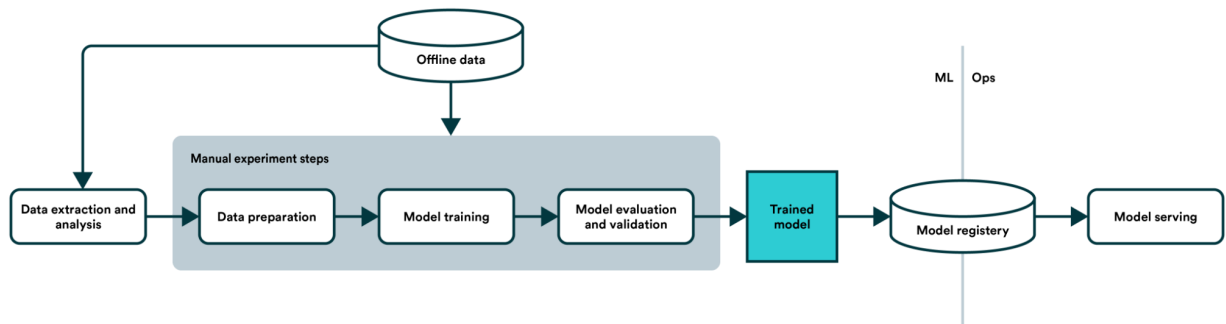 Offline data
ML
Ops
Manual experiment steps
Data extraction and
analysis
Data preparation
Model training
Model evaluation
and validation
Trained
model
Model registery
Model serving